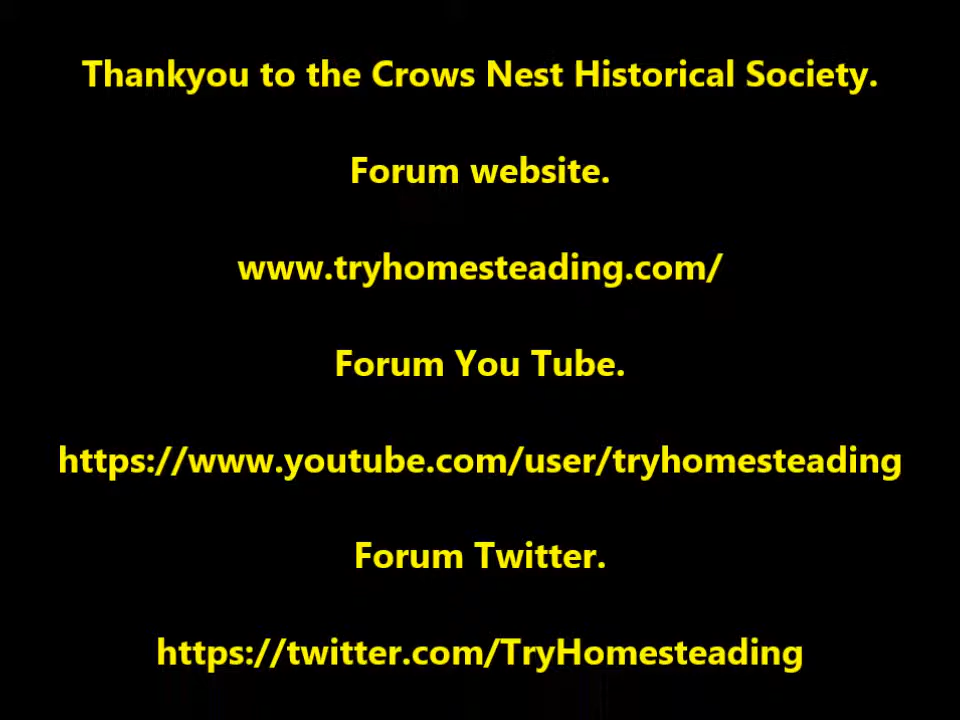 Thankyou to the Crows Nest Historical Society.
Forum website.
www.tryhomesteading.com/
Forum You Tube.
https://www.youtube.com/user/tryhomesteading
Forum Twitter.
https://twitter.com/TryHomesteading